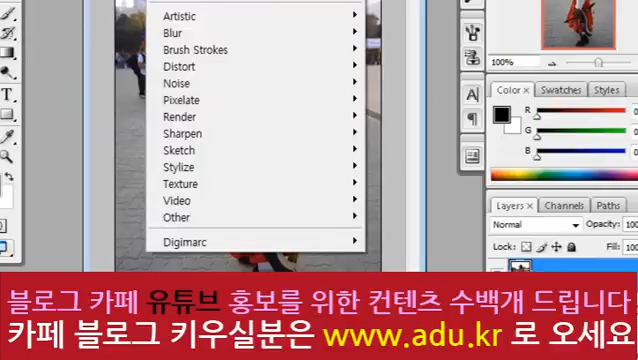 Artistic
Blur
Brush Strokes
Distort
Noise
Pixelate
Render
Sharpen
Sketch
Stylize
Texture
Video
Other
Digimarc
100%
Color Swatches Styles
R
G
B
Layers Channels Paths
Normal Opacity: 100
Lock: Fill: 100
블로그 카페 유튜브 홍보를 위한 컨텐츠 수백개 드립니다
카페 블로그 키우실분은 www.adu.kr 로 오세요